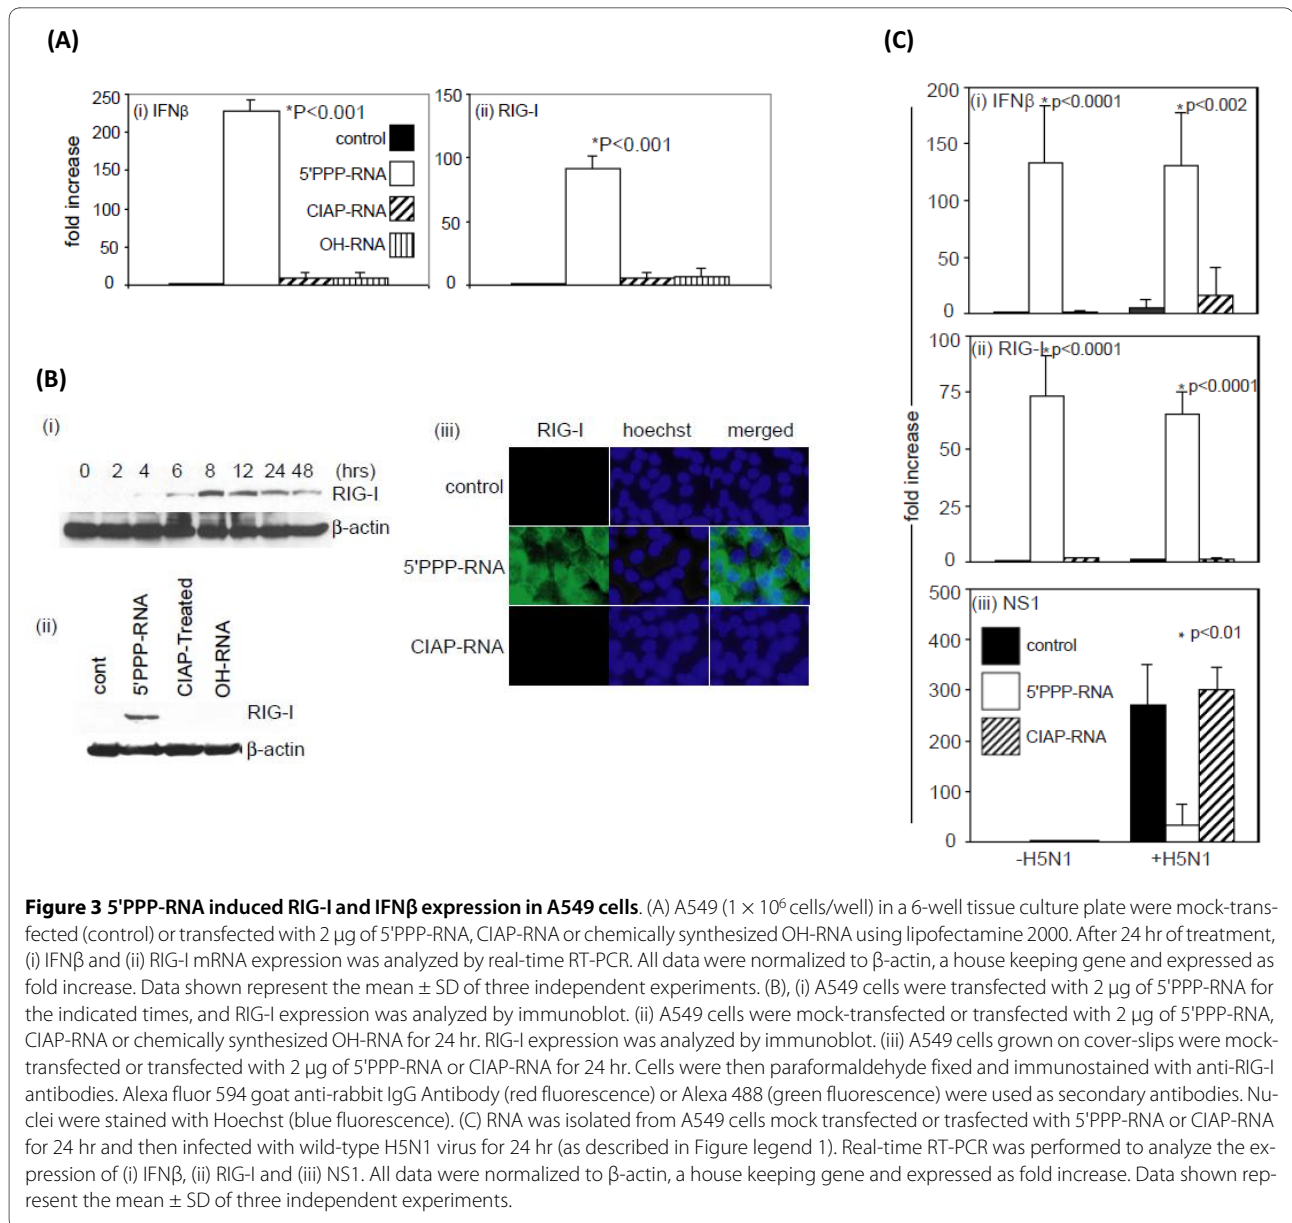 (A)
(i) IFNβ
*P<0.001
control
5'PPP-RNA
CIAP-RNA
OH-RNA
fold increase
250
200
150
100
50
0
(ii) RIG-I
*P<0.001
150
100
50
0
(B)
(i)
0 2 4 6 8 12 24 48 (hrs)
RIG-I
β-actin
(ii)
cont
5'PPP-RNA
CIAP-Treated
OH-RNA
RIG-I
β-actin
(iii)
RIG-I hoechst merged
control
5'PPP-RNA
CIAP-RNA
(C)
fold increase
(i) IFNβ
*p<0.0001
*p<0.002
200
150
100
50
0
(ii) RIG-I
*p<0.0001
*p<0.0001
100
75
50
25
0
(iii) NS1
control
5'PPP-RNA
CIAP-RNA
* p<0.01
500
400
300
200
100
0
-H5N1 +H5N1
Figure 3 5'PPP-RNA induced RIG-I and IFNβ expression in A549 cells. (A) A549 (1 × 10⁶ cells/well) in a 6-well tissue culture plate were mock-trans-
fected (control) or transfected with 2 μg of 5'PPP-RNA, CIAP-RNA or chemically synthesized OH-RNA using lipofectamine 2000. After 24 hr of treatment,
(i) IFNβ and (ii) RIG-I mRNA expression was analyzed by real-time RT-PCR. All data were normalized to β-actin, a house keeping gene and expressed as
fold increase. Data shown represent the mean ± SD of three independent experiments. (B), (i) A549 cells were transfected with 2 μg of 5'PPP-RNA for
the indicated times, and RIG-I expression was analyzed by immunoblot. (ii) A549 cells were mock-transfected or transfected with 2 μg of 5'PPP-RNA,
CIAP-RNA or chemically synthesized OH-RNA for 24 hr. RIG-I expression was analyzed by immunoblot. (iii) A549 cells grown on cover-slips were mock-
transfected or transfected with 2 μg of 5'PPP-RNA or CIAP-RNA for 24 hr. Cells were then paraformaldehyde fixed and immunostained with anti-RIG-I
antibodies. Alexa fluor 594 goat anti-rabbit IgG Antibody (red fluorescence) or Alexa 488 (green fluorescence) were used as secondary antibodies. Nu-
clei were stained with Hoechst (blue fluorescence). (C) RNA was isolated from A549 cells mock transfected or trasfected with 5'PPP-RNA or CIAP-RNA
for 24 hr and then infected with wild-type H5N1 virus for 24 hr (as described in Figure legend 1). Real-time RT-PCR was performed to analyze the ex-
pression of (i) IFNβ, (ii) RIG-I and (iii) NS1. All data were normalized to β-actin, a house keeping gene and expressed as fold increase. Data shown rep-
resent the mean ± SD of three independent experiments.